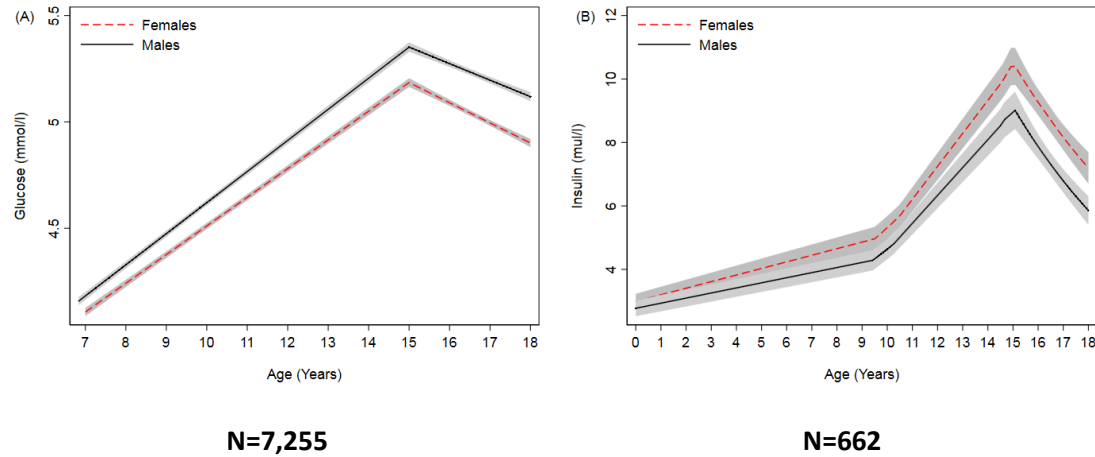 (A)
Females
Males
5.5
5
4.5
Glucose (mmol/l)
7 8 9 10 11 12 13 14 15 16 17 18
Age (Years)
N=7,255
(B)
Females
Males
12
10
8
6
4
Insulin (mul/l)
0 1 2 3 4 5 6 7 8 9 10 11 12 13 14 15 16 17 18
Age (Years)
N=662